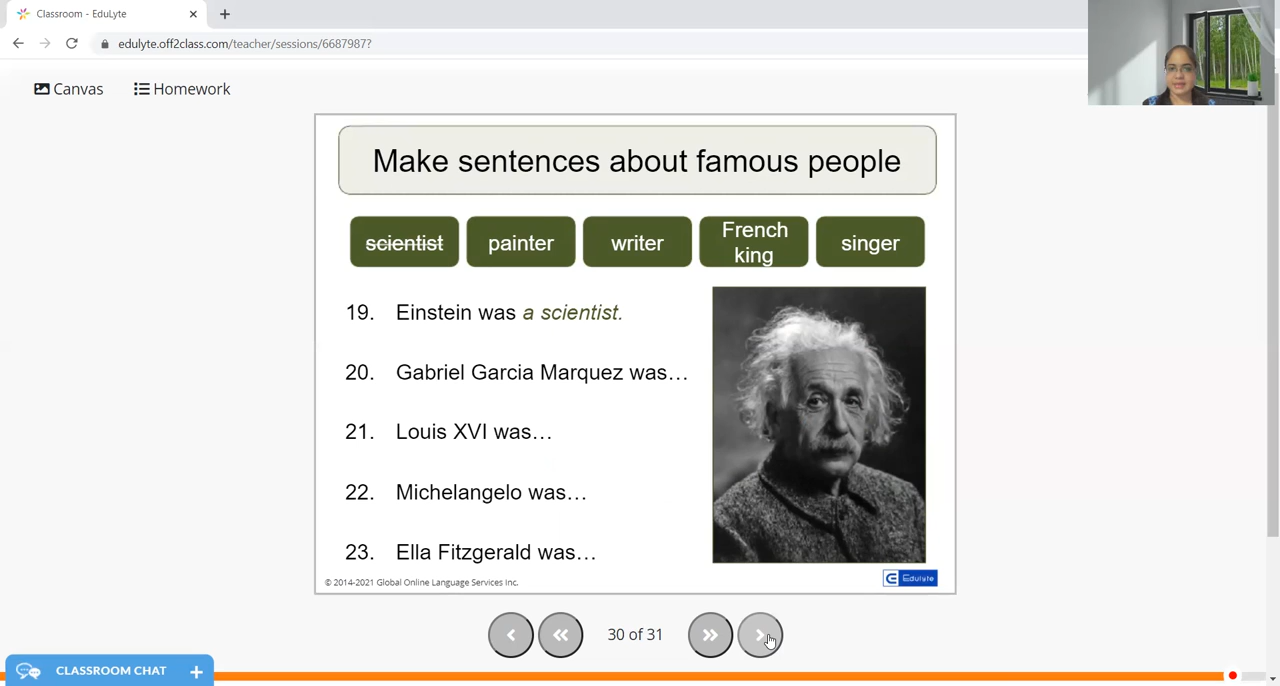 Classroom - EduLyte
edulyte.off2class.com/teacher/sessions/6687987?
Canvas Homework
Make sentences about famous people
scientist painter writer French king singer
19. Einstein was a scientist.
20. Gabriel Garcia Marquez was...
21. Louis XVI was...
22. Michelangelo was...
23. Ella Fitzgerald was...
© 2014-2021 Global Online Language Services Inc.
Edulyte
30 of 31
CLASSROOM CHAT